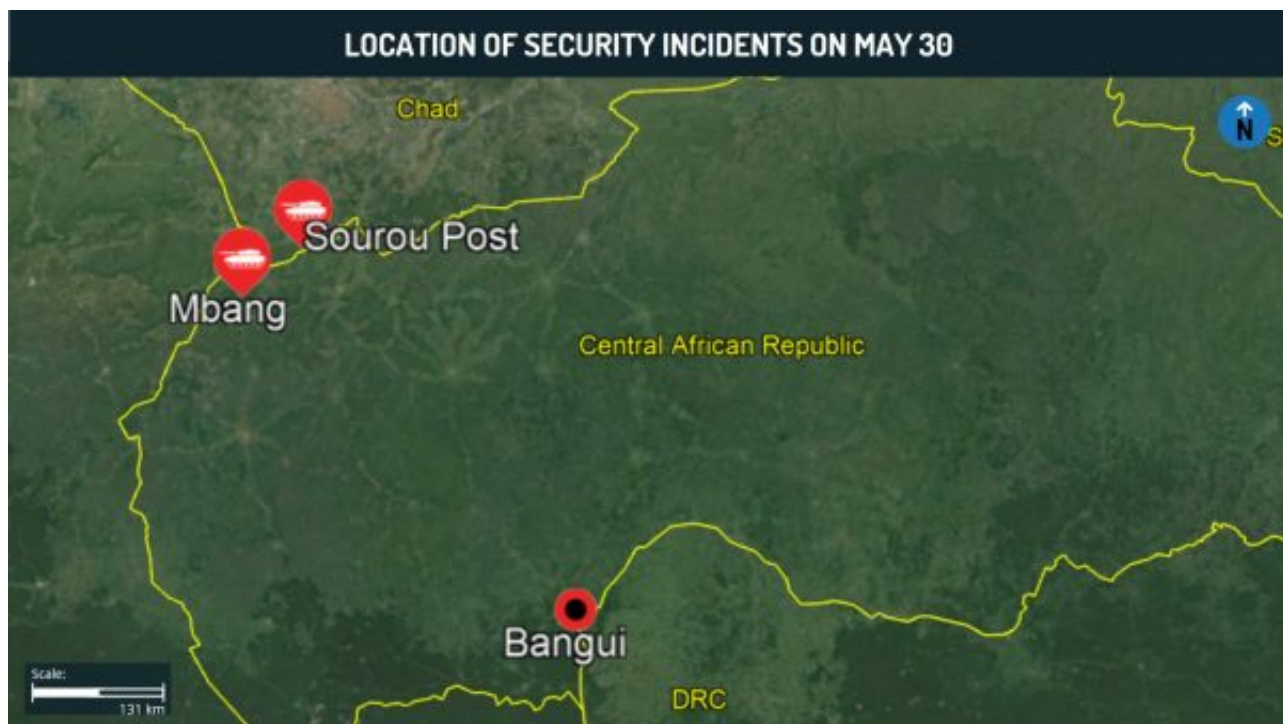 LOCATION OF SECURITY INCIDENTS ON MAY 30
Chad
N
Sourou Post
Mbang
Central African Republic
Bangui
Scale:
131 km
DRC